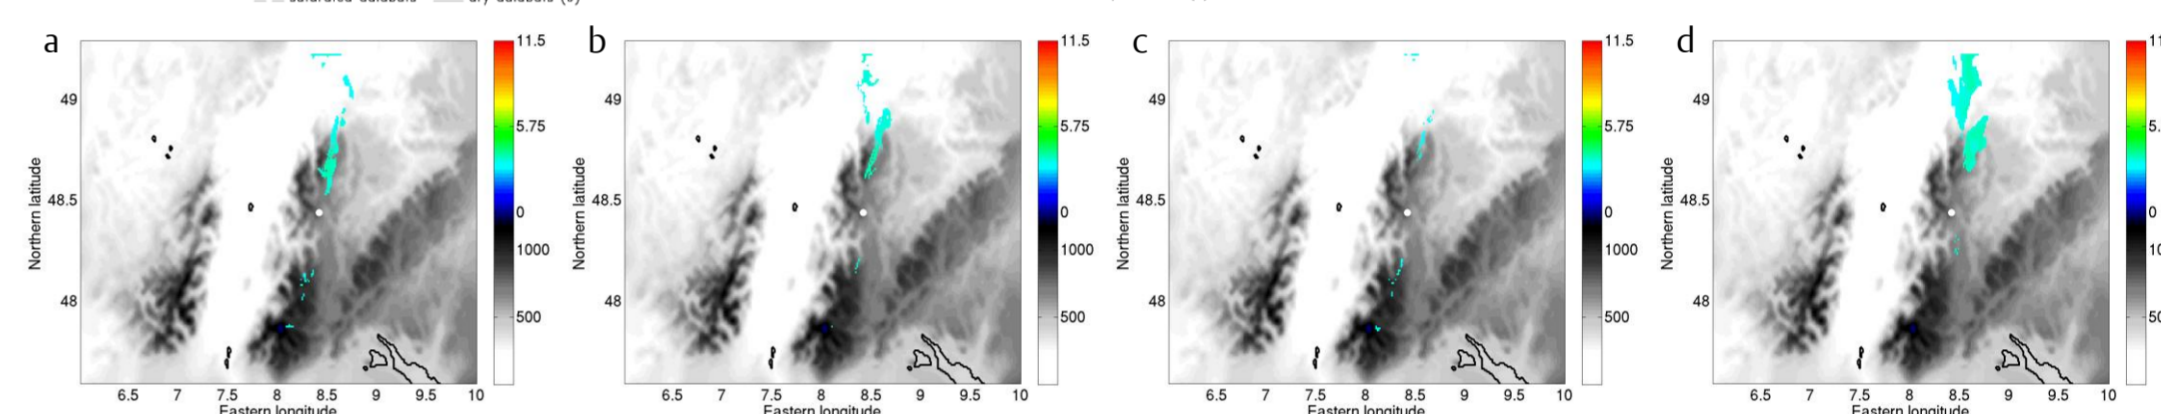 a b c d
11.5 11.5 11.5
49 5.75 49 5.75 49 5.75 49
Northern latitude Northern latitude Northern latitude Northern latitude
48.5 0 48.5 0 48.5 0 48.5 0
1000 1000 1000
48 500 48 500 48 500 48
6.5 7 7.5 8 8.5 9 9.5 10 6.5 7 7.5 8 8.5 9 9.5 10 6.5 7 7.5 8 8.5 9 9.5 10 6.5 7 7.5 8 8.5 9 9.5 10
Eastern longitude Eastern longitude Eastern longitude Eastern longitude